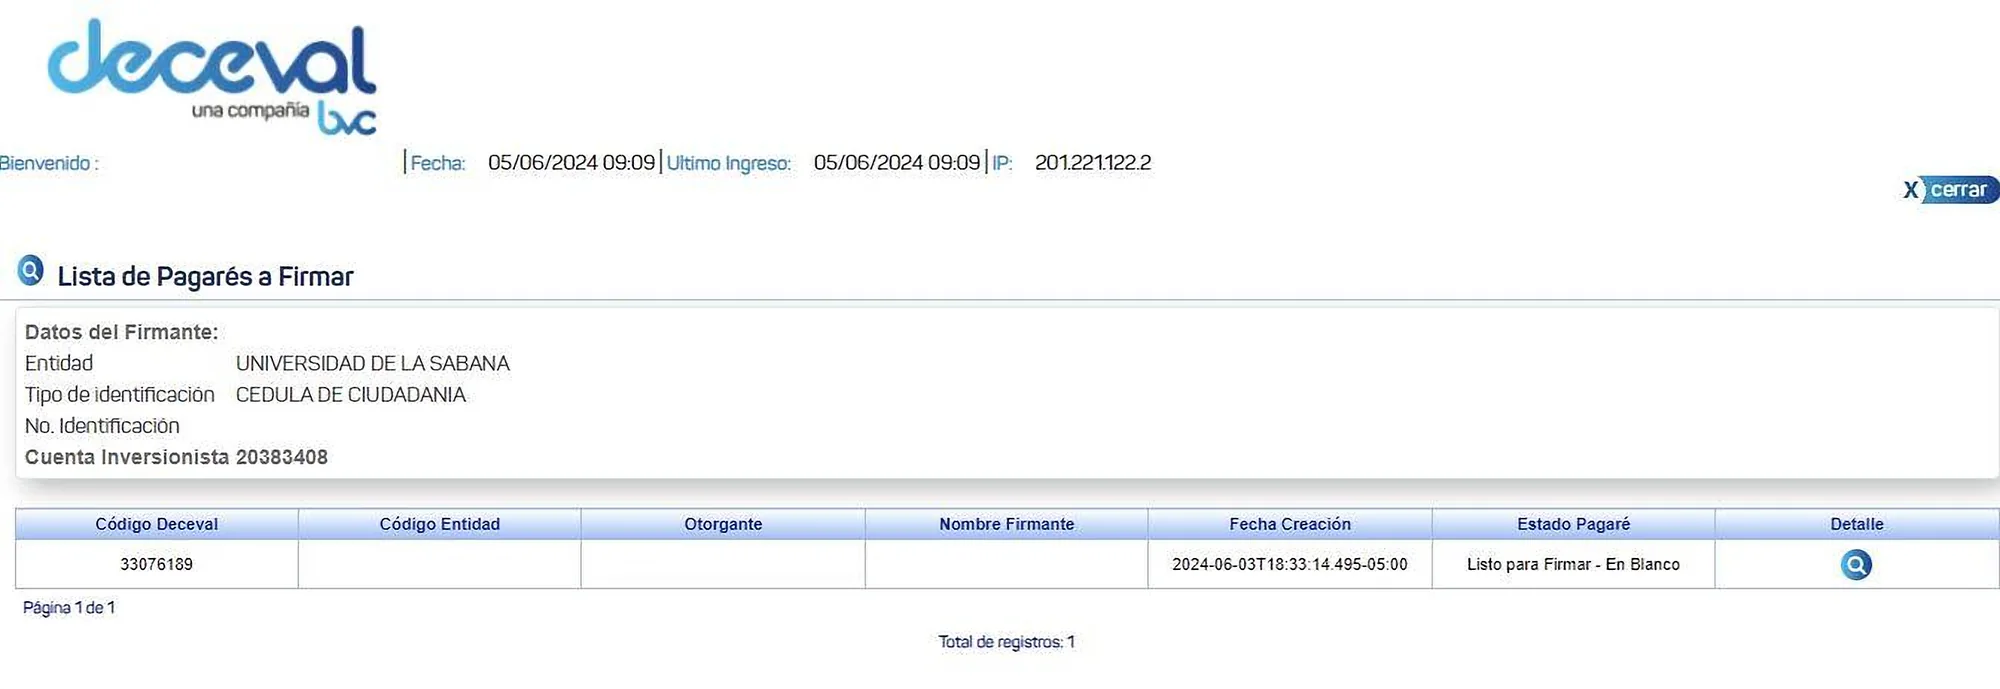 deceval
una compañía bvc
Bienvenido : Fecha: 05/06/2024 09:09 Ultimo Ingreso: 05/06/2024 09:09 IP: 201.221.122.2
X cerrar
Lista de Pagarés a Firmar
Datos del Firmante:
Entidad UNIVERSIDAD DE LA SABANA
Tipo de identificación CEDULA DE CIUDADANIA
No. Identificación
Cuenta Inversionista 20383408
Código Deceval Código Entidad Otorgante Nombre Firmante Fecha Creación Estado Pagaré Detalle
33076189 2024-06-03T18:33:14.495-05:00 Listo para Firmar - En Blanco
Página 1 de 1
Total de registros: 1